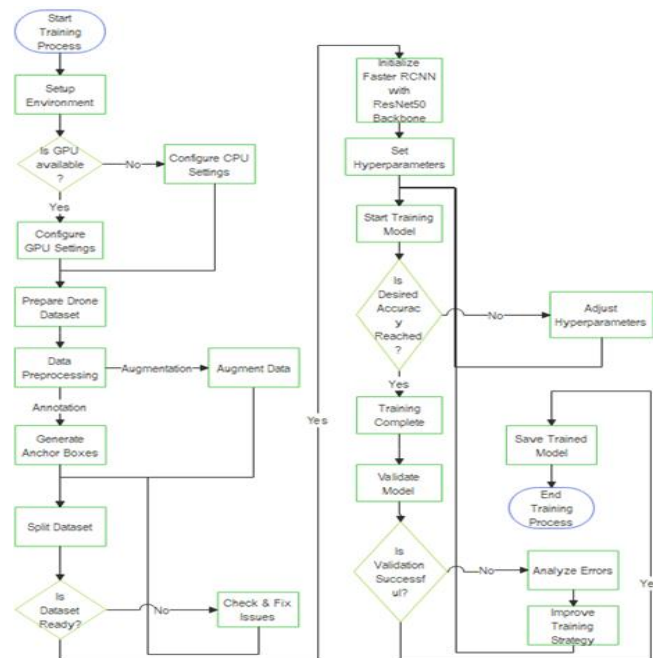 Start
Training
Process
Setup
Environment
Is GPU
available
?
No
Configure CPU
Settings
Yes
Configure
GPU Settings
Prepare Drone
Dataset
Data
Preprocessing
Augmentation
Augment Data
Annotation
Generate
Anchor Boxes
Split Dataset
Is
Dataset
Ready?
No
Check & Fix
Issues
Yes
Initialize
Faster RCNN
with
ResNet50
Backbone
Set
Hyperparameters
Start Training
Model
Is
Desired
Accurac
y
Reached
?
No
Adjust
Hyperparameters
Yes
Training
Complete
Validate
Model
Is
Validation
Successf
ul?
No
Analyze Errors
Improve
Training
Strategy
Ye
Save Trained
Model
End
Training
Process